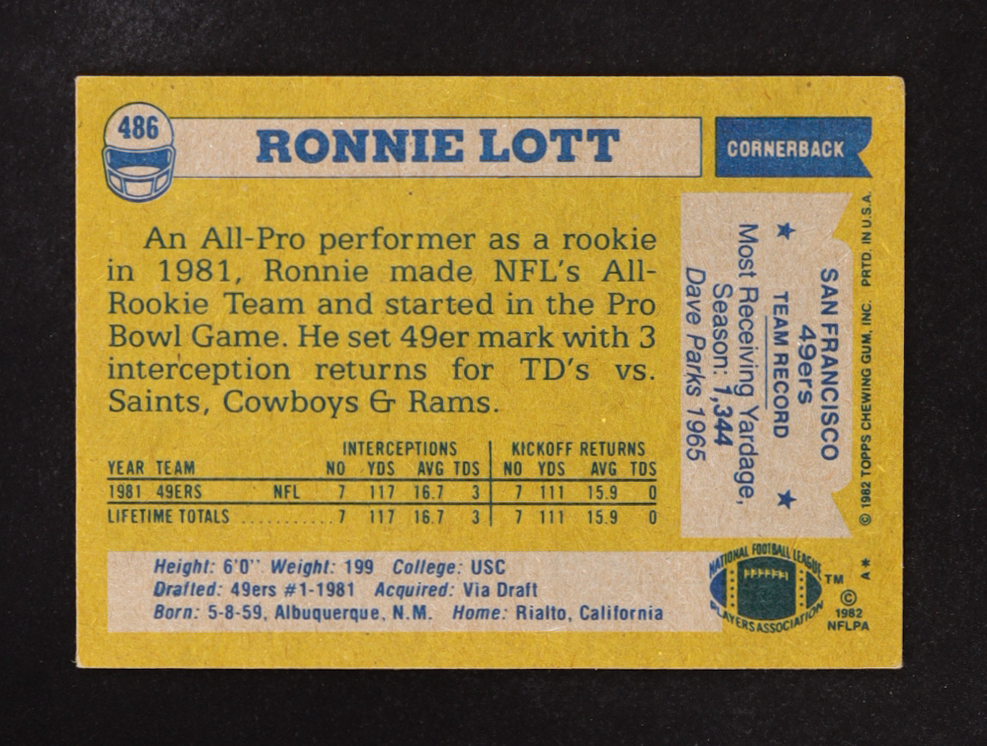 486
RONNIE LOTT
CORNERBACK
An All-Pro performer as a rookie
in 1981, Ronnie made NFL's All-
Rookie Team and started in the Pro
Bowl Game. He set 49er mark with 3
interception returns for TD's vs.
Saints, Cowboys & Rams.
INTERCEPTIONS KICKOFF RETURNS
YEAR TEAM NO YDS AVG TDS NO YDS AVG TDS
1981 49ERS NFL 7 117 16.7 3 7 111 15.9 0
LIFETIME TOTALS ............ 7 117 16.7 3 7 111 15.9 0
SAN FRANCISCO
49ers
★ TEAM RECORD ★
Most Receiving Yardage,
Season: 1,344
Dave Parks 1965
© 1982 TOPPS CHEWING GUM, INC. PRTD. IN U.S.A.
Height: 6'0" Weight: 199 College: USC
Drafted: 49ers #1-1981 Acquired: Via Draft
Born: 5-8-59, Albuquerque, N.M. Home: Rialto, California
NATIONAL FOOTBALL LEAGUE
PLAYERS ASSOCIATION
TM
©
1982
NFLPA
A*